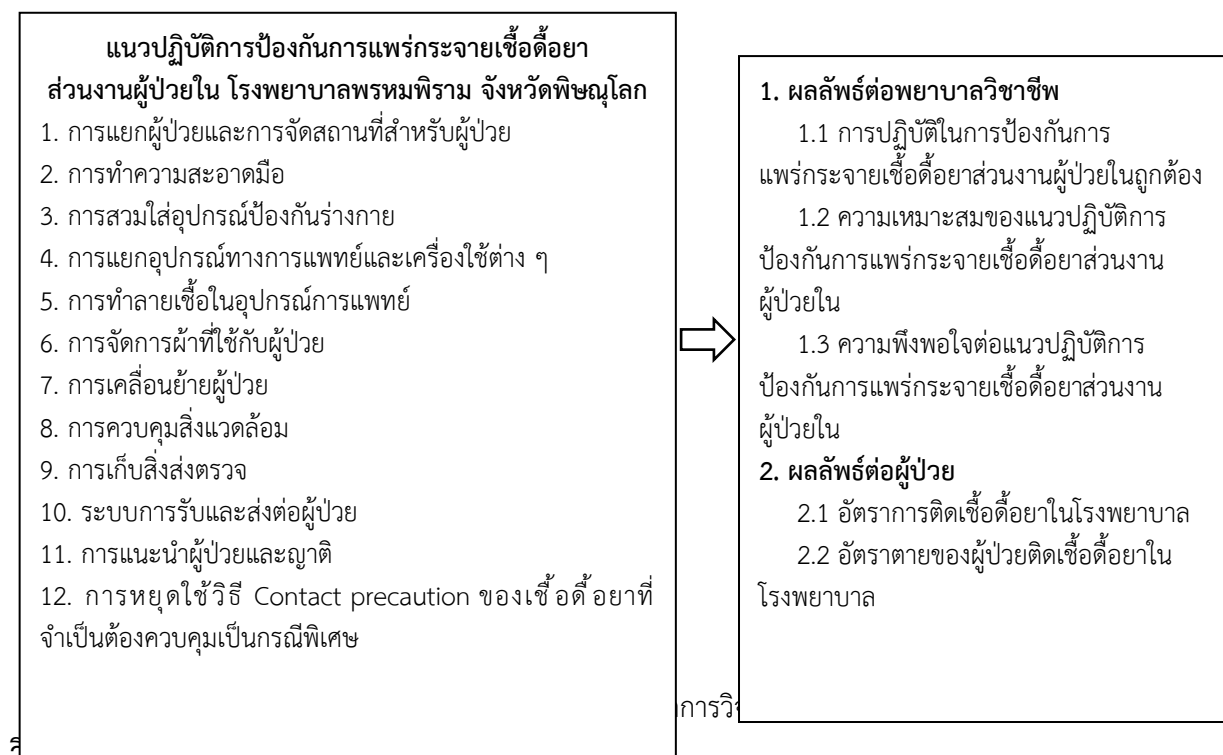 แนวปฏิบัติการป้องกันการแพร่กระจายเชื้อดื้อยา
ส่วนงานผู้ป่วยใน โรงพยาบาลพรหมพิราม จังหวัดพิษณุโลก
1. การแยกผู้ป่วยและการจัดสถานที่สำหรับผู้ป่วย
2. การทำความสะอาดมือ
3. การสวมใส่อุปกรณ์ป้องกันร่างกาย
4. การแยกอุปกรณ์ทางการแพทย์และเครื่องใช้ต่าง ๆ
5. การทำลายเชื้อในอุปกรณ์การแพทย์
6. การจัดการผ้าที่ใช้กับผู้ป่วย
7. การเคลื่อนย้ายผู้ป่วย
8. การควบคุมสิ่งแวดล้อม
9. การเก็บสิ่งส่งตรวจ
10. ระบบการรับและส่งต่อผู้ป่วย
11. การแนะนำผู้ป่วยและญาติ
12. การหยุดใช้วิธี Contact precaution ของเชื้อดื้อยาที่
จำเป็นต้องควบคุมเป็นกรณีพิเศษ
1. ผลลัพธ์ต่อพยาบาลวิชาชีพ
1.1 การปฏิบัติในการป้องกันการ
แพร่กระจายเชื้อดื้อยาส่วนงานผู้ป่วยในถูกต้อง
1.2 ความเหมาะสมของแนวปฏิบัติการ
ป้องกันการแพร่กระจายเชื้อดื้อยาส่วนงาน
ผู้ป่วยใน
1.3 ความพึงพอใจต่อแนวปฏิบัติการ
ป้องกันการแพร่กระจายเชื้อดื้อยาส่วนงาน
ผู้ป่วยใน
2. ผลลัพธ์ต่อผู้ป่วย
2.1 อัตราการติดเชื้อดื้อยาในโรงพยาบาล
2.2 อัตราตายของผู้ป่วยติดเชื้อดื้อยาใน
โรงพยาบาล